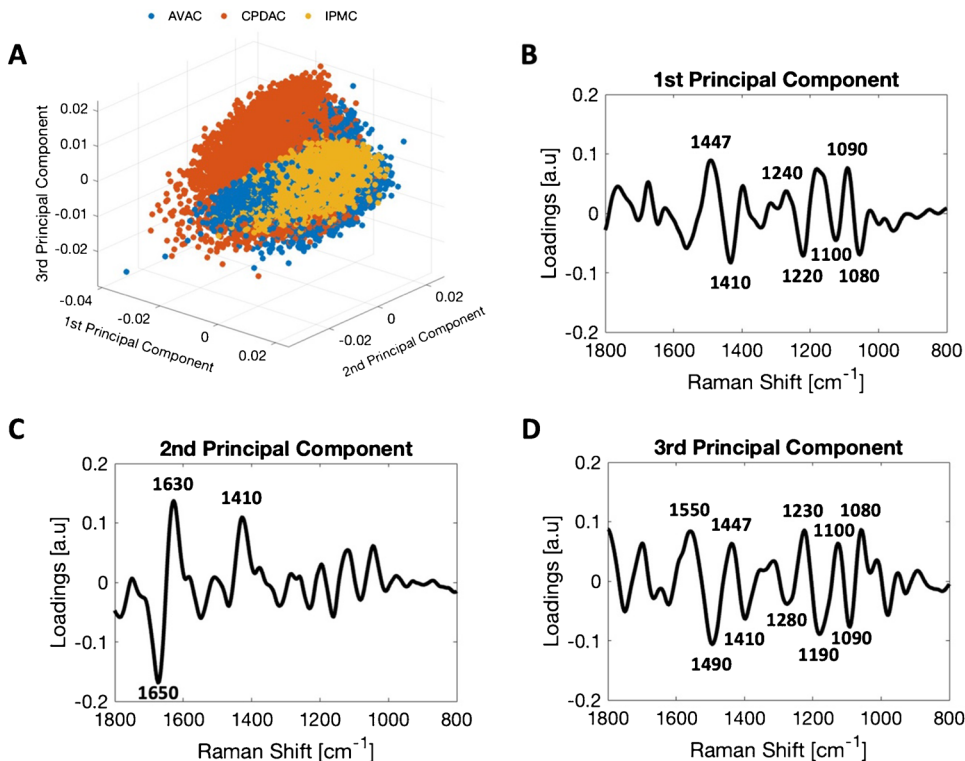 AVAC CPDAC IPMC
A
3rd Principal Component
0.02
0.01
0
-0.01
-0.02
-0.04
-0.02
0
0.02
1st Principal Component
-0.02
0
0.02
2nd Principal Component
B
1st Principal Component
Loadings [a.u]
0.2
0.1
0
-0.1
-0.2
1447
1240
1090
1410
1220
1100
1080
1800 1600 1400 1200 1000 800
Raman Shift [cm-1]
C
2nd Principal Component
Loadings [a.u]
0.2
0.1
0
-0.1
-0.2
1630
1410
1650
1800 1600 1400 1200 1000 800
Raman Shift [cm-1]
D
3rd Principal Component
Loadings [a.u]
0.2
0.1
0
-0.1
-0.2
1550
1447
1230
1100
1080
1490
1410
1280
1190
1090
1800 1600 1400 1200 1000 800
Raman Shift [cm-1]